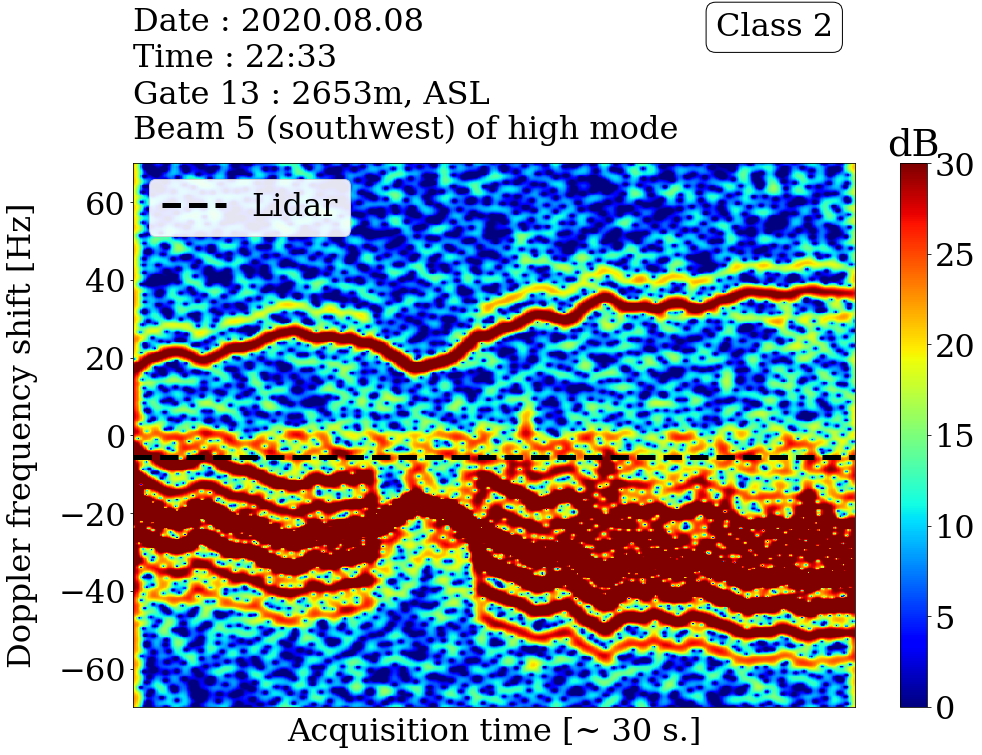 Date : 2020.08.08
Time : 22:33
Gate 13 : 2653m, ASL
Beam 5 (southwest) of high mode
Class 2
dB
Lidar
Doppler frequency shift [Hz]
60
40
20
0
−20
−40
−60
Acquisition time [~ 30 s.]
30
25
20
15
10
5
0